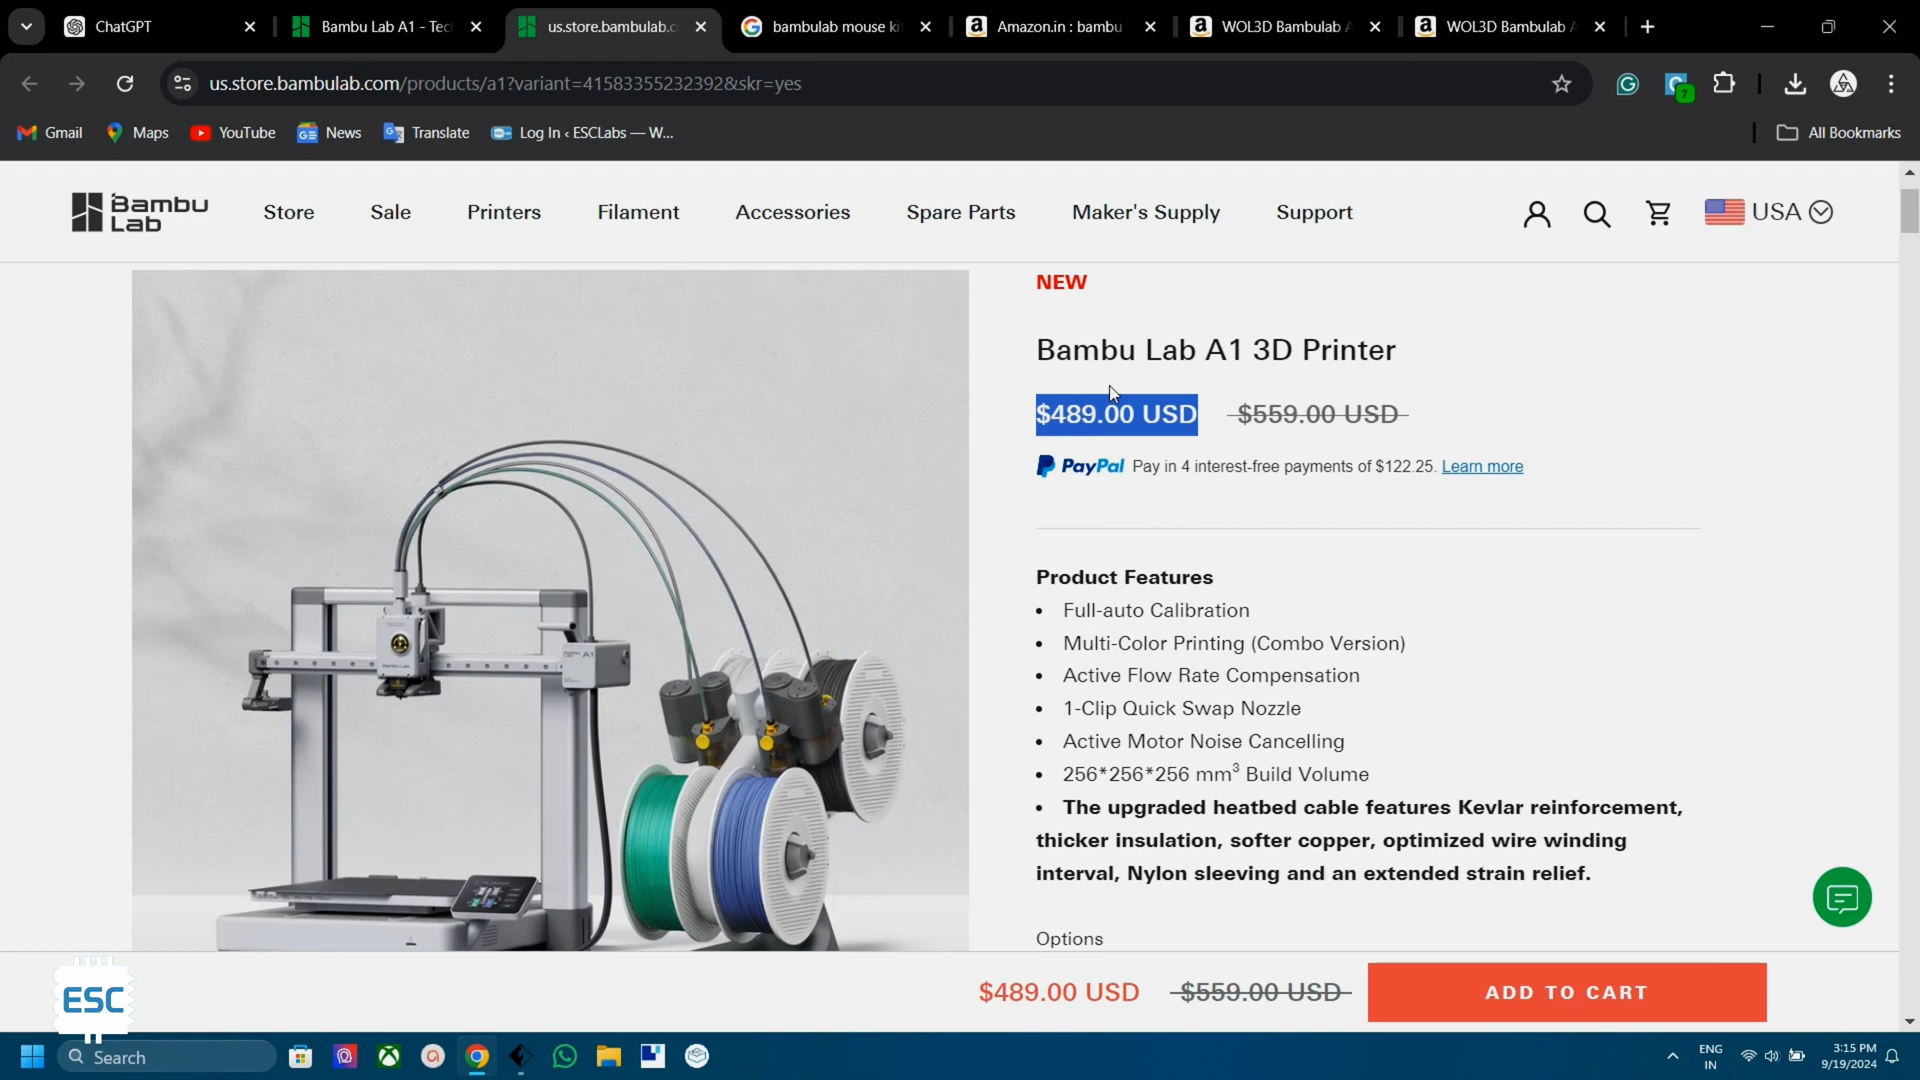 ChatGPT
Bambu Lab A1 - Tec
us.store.bambulab.c
bambulab mouse ki
Amazon.in : bambu
WOL3D Bambulab A
WOL3D Bambulab A
us.store.bambulab.com/products/a1?variant=41583355232392&skr=yes
7
Gmail
Maps
YouTube
News
Translate
Log In ‹ ESCLabs — W...
All Bookmarks
Bambu
Lab
Store
Sale
Printers
Filament
Accessories
Spare Parts
Maker's Supply
Support
USA
NEW
Bambu Lab A1 3D Printer
$489.00 USD $559.00 USD
PayPal Pay in 4 interest-free payments of $122.25. Learn more
Product Features
• Full-auto Calibration
• Multi-Color Printing (Combo Version)
• Active Flow Rate Compensation
• 1-Clip Quick Swap Nozzle
• Active Motor Noise Cancelling
• 256*256*256 mm³ Build Volume
• The upgraded heatbed cable features Kevlar reinforcement,
thicker insulation, softer copper, optimized wire winding
interval, Nylon sleeving and an extended strain relief.
Options
A1
$489.00 USD $559.00 USD
ADD TO CART
ESC
Search
ENG
IN
3:15 PM
9/19/2024